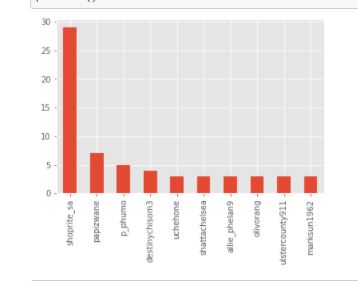 30
25
20
15
10
5
0
shoprite_sa
papizwane
p_phumo
destinychisom3
uchehone
shattachelsea
allie_phelan9
olivorang
ulstercounty911
marksun1962